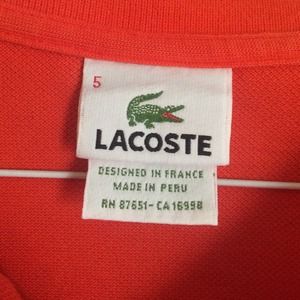 5
LACOSTE
DESIGNED IN FRANCE
MADE IN PERU
RN 87651-CA 16998